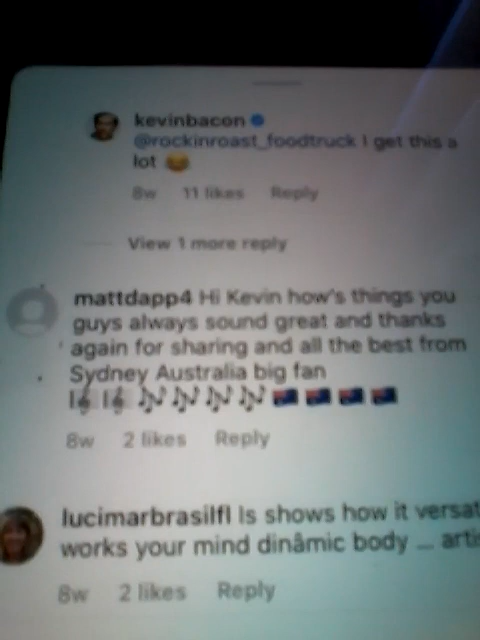 kevinbacon
@rockinroast_foodtruck I get this a
lot 😂
8w 11 likes Reply
View 1 more reply
mattdapp4 Hi Kevin how's things you
guys always sound great and thanks
again for sharing and all the best from
Sydney Australia big fan
🎼🎼🎶🎶🎶🎶🇦🇺🇦🇺🇦🇺🇦🇺
8w 2 likes Reply
lucimarbrasilfl Is shows how it versat
works your mind dinâmic body ... arti
8w 2 likes Reply